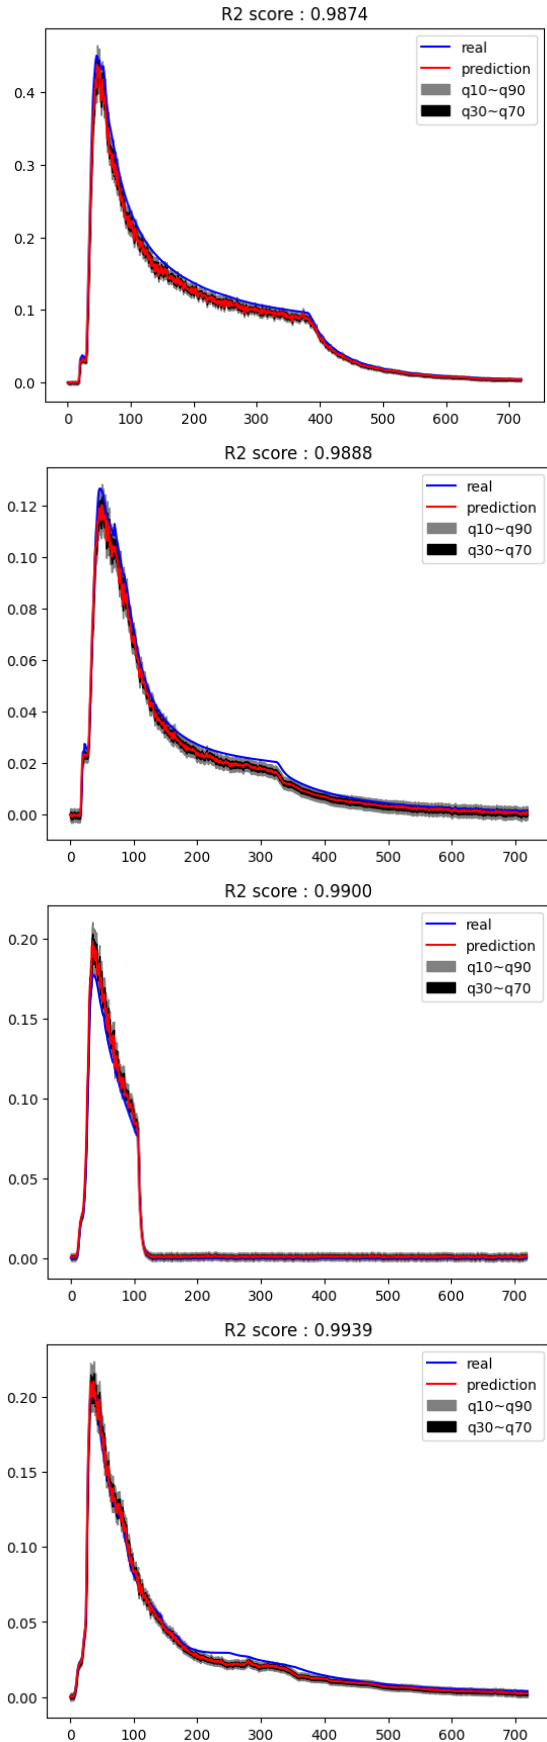 R2 score : 0.9874
real
prediction
q10~q90
q30~q70
0.4
0.3
0.2
0.1
0.0
0 100 200 300 400 500 600 700
R2 score : 0.9888
real
prediction
q10~q90
q30~q70
0.12
0.10
0.08
0.06
0.04
0.02
0.00
0 100 200 300 400 500 600 700
R2 score : 0.9900
real
prediction
q10~q90
q30~q70
0.20
0.15
0.10
0.05
0.00
0 100 200 300 400 500 600 700
R2 score : 0.9939
real
prediction
q10~q90
q30~q70
0.20
0.15
0.10
0.05
0.00
0 100 200 300 400 500 600 700